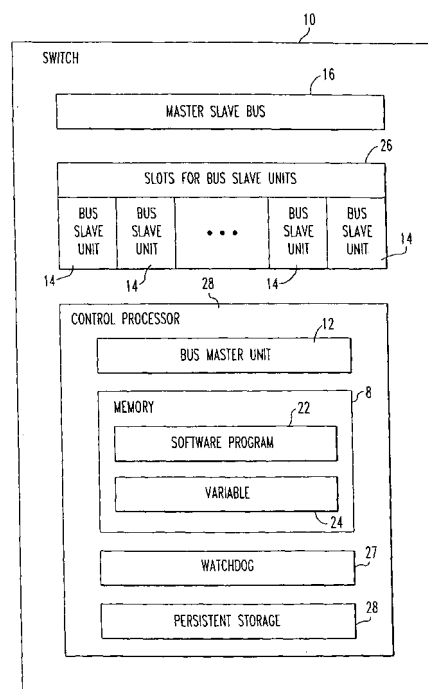 10
SWITCH
16
MASTER SLAVE BUS
26
SLOTS FOR BUS SLAVE UNITS
BUS SLAVE UNIT
BUS SLAVE UNIT
•••
BUS SLAVE UNIT
BUS SLAVE UNIT
14
14
14
14
28
CONTROL PROCESSOR
12
BUS MASTER UNIT
8
MEMORY
22
SOFTWARE PROGRAM
VARIABLE
24
27
WATCHDOG
PERSISTENT STORAGE
28